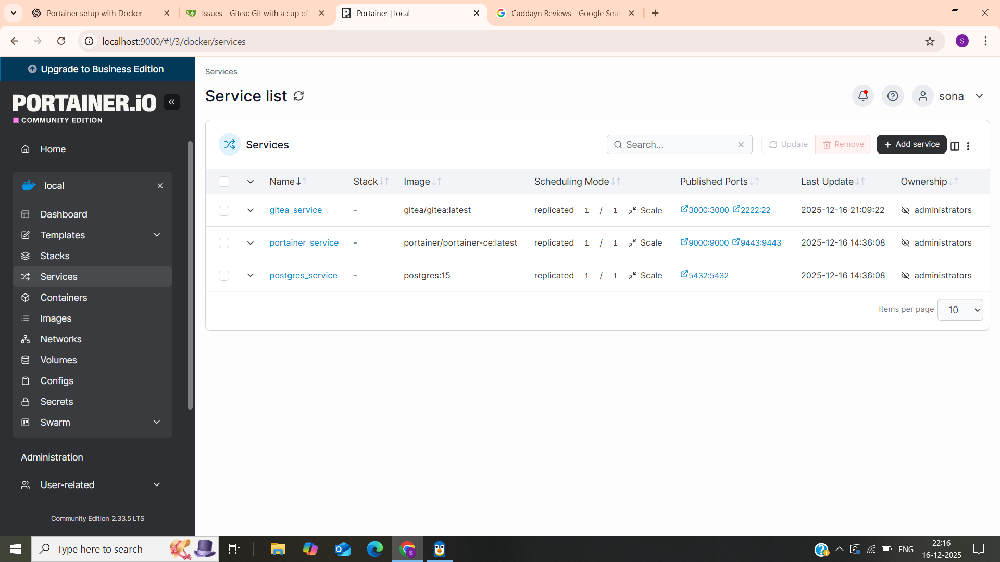 Portainer setup with Docker
Issues - Gitea: Git with a cup of
Portainer | local
Caddayn Reviews - Google Sear
localhost:9000/#!/3/docker/services
S
Upgrade to Business Edition
PORTAINER.iO
COMMUNITY EDITION
Home
local
Dashboard
Templates
Stacks
Services
Containers
Images
Networks
Volumes
Configs
Secrets
Swarm
Administration
User-related
Community Edition 2.33.5 LTS
Services
Service list
sona
Services
Search...
Update
Remove
Add service
Name Stack Image Scheduling Mode Published Ports Last Update Ownership
gitea_service - gitea/gitea:latest replicated 1 / 1 Scale 3000:3000 2222:22 2025-12-16 21:09:22 administrators
portainer_service - portainer/portainer-ce:latest replicated 1 / 1 Scale 9000:9000 9443:9443 2025-12-16 14:36:08 administrators
postgres_service - postgres:15 replicated 1 / 1 Scale 5432:5432 2025-12-16 14:36:08 administrators
Items per page 10
Type here to search
ENG
22:16
16-12-2025